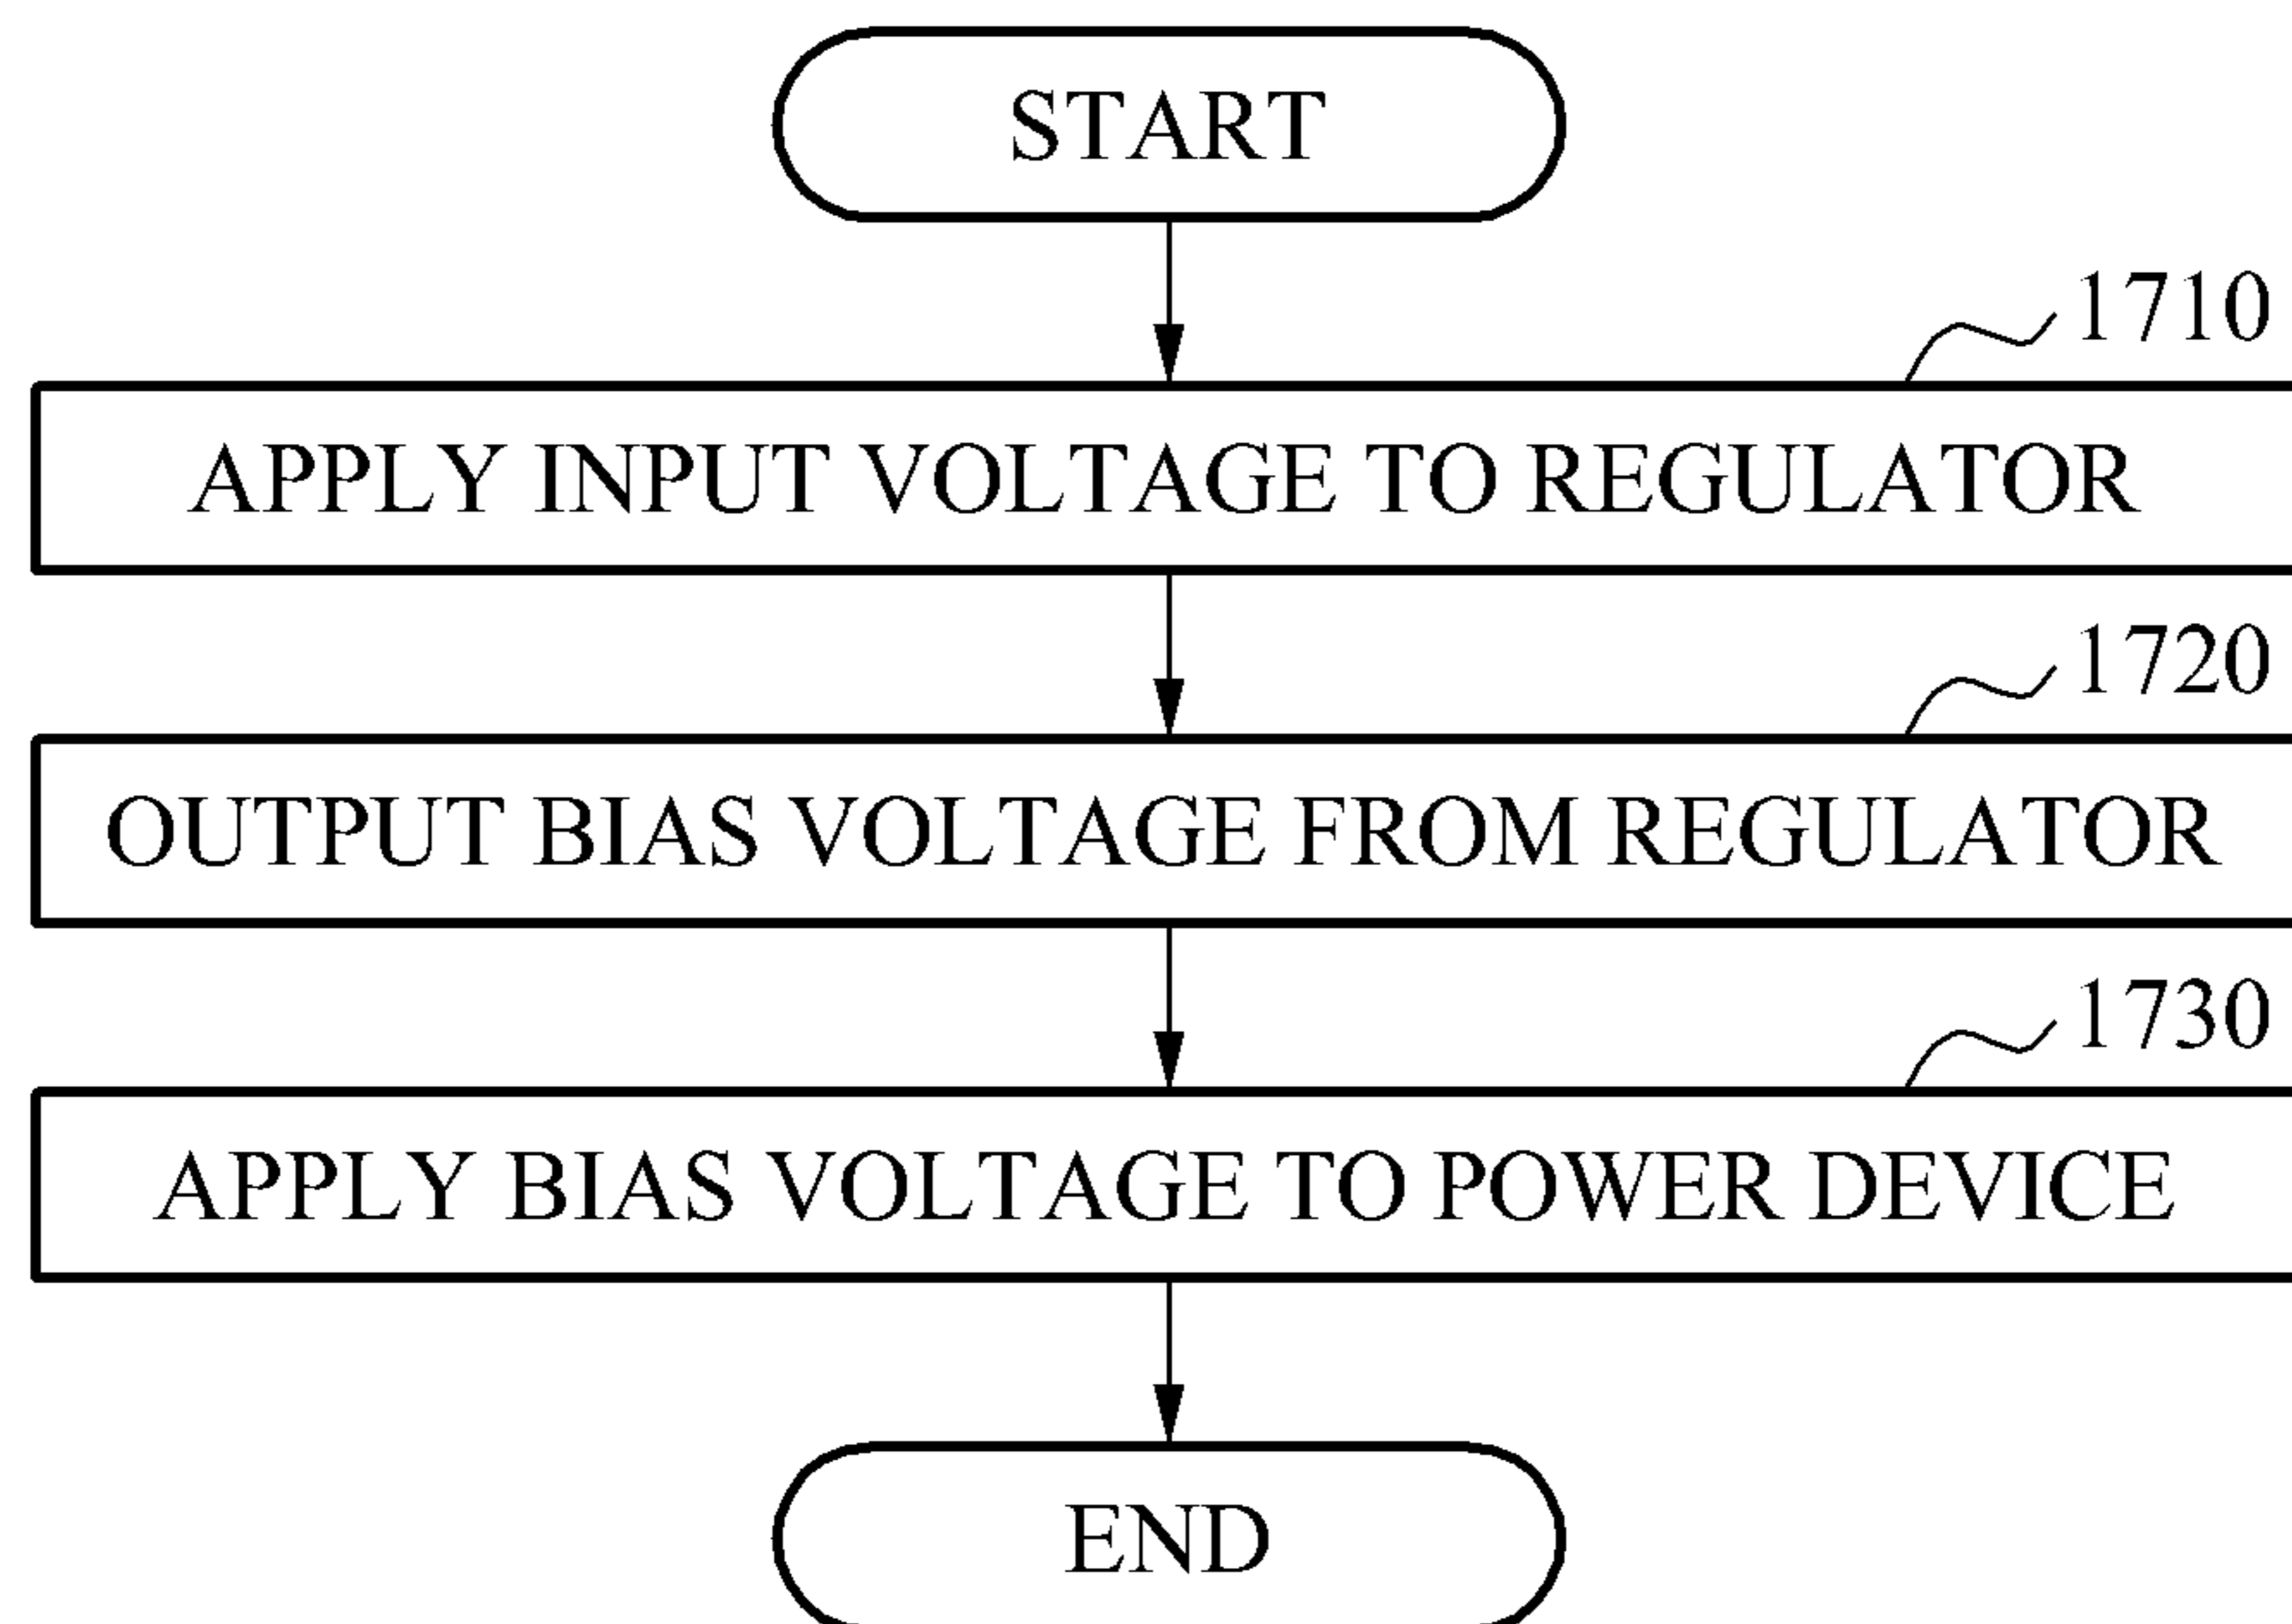 START
1710
APPLY INPUT VOLTAGE TO REGULATOR
1720
OUTPUT BIAS VOLTAGE FROM REGULATOR
1730
APPLY BIAS VOLTAGE TO POWER DEVICE
END